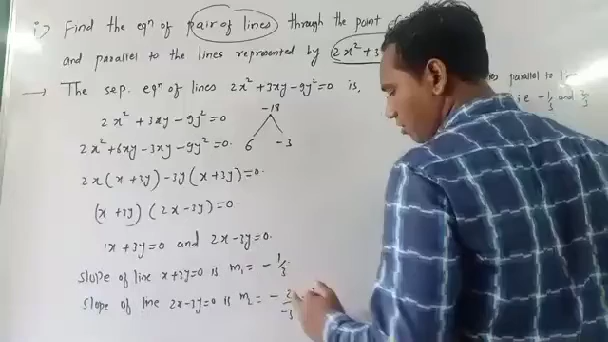 i) Find the eqⁿ of pair of lines through the point
and parallel to the lines represented by 2x² + 3
→ The sep. eqⁿ of lines 2x² + 3xy - 9y² = 0 is,
2x² + 3xy - 9y² = 0
-18
2x² + 6xy - 3xy - 9y² = 0.
6 -3
2x(x + 3y) - 3y(x + 3y) = 0.
(x + 3y) (2x - 3y) = 0.
x + 3y = 0 and 2x - 3y = 0.
slope of line x + 3y = 0 is m₁ = - 1/3.
slope of line 2x - 3y = 0 is m₂ = - 2/-3
parallel to
i.e -1/3 and 2/3